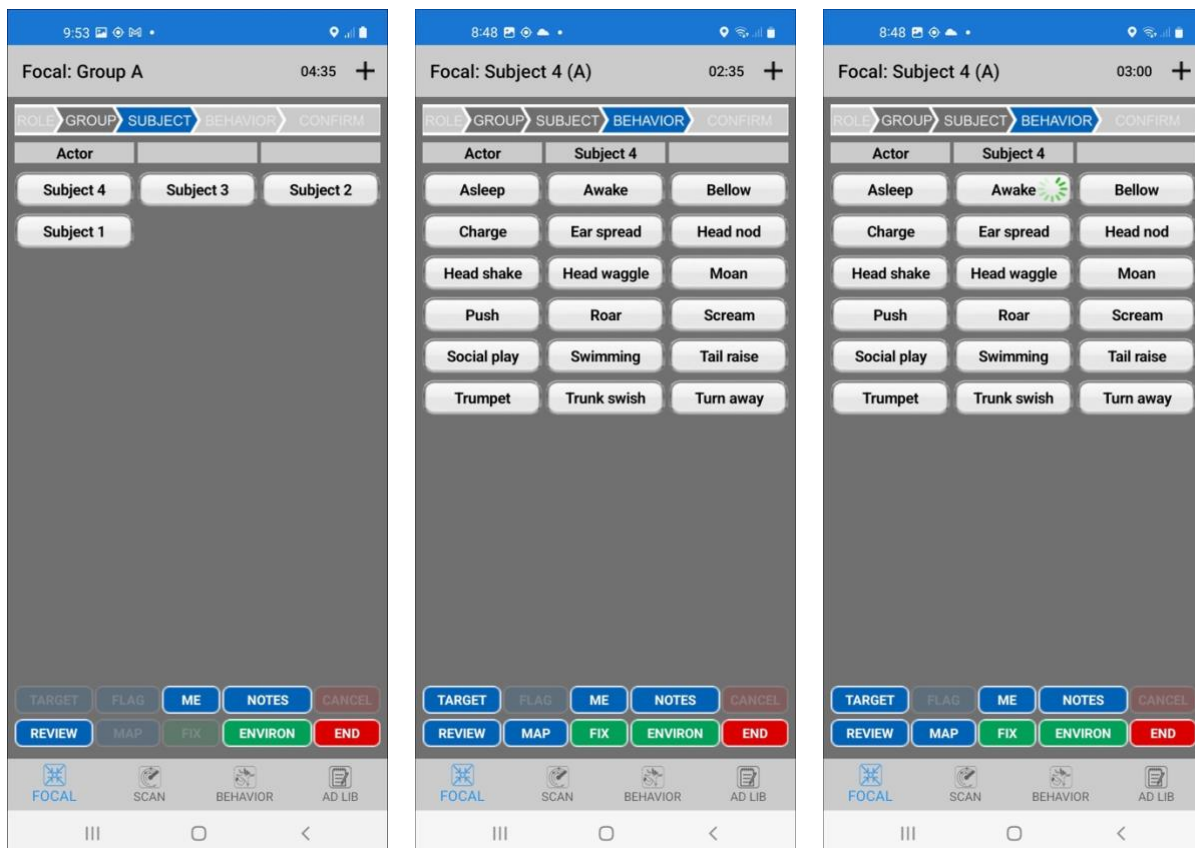 9:53
Focal: Group A 04:35 +
ROLE GROUP SUBJECT BEHAVIOR CONFIRM
Actor
Subject 4 Subject 3 Subject 2
Subject 1
TARGET FLAG ME NOTES CANCEL
REVIEW MAP FIX ENVIRON END
FOCAL SCAN BEHAVIOR AD LIB
8:48
Focal: Subject 4 (A) 02:35 +
ROLE GROUP SUBJECT BEHAVIOR CONFIRM
Actor Subject 4
Asleep Awake Bellow
Charge Ear spread Head nod
Head shake Head waggle Moan
Push Roar Scream
Social play Swimming Tail raise
Trumpet Trunk swish Turn away
TARGET FLAG ME NOTES CANCEL
REVIEW MAP FIX ENVIRON END
FOCAL SCAN BEHAVIOR AD LIB
8:48
Focal: Subject 4 (A) 03:00 +
ROLE GROUP SUBJECT BEHAVIOR CONFIRM
Actor Subject 4
Asleep Awake Bellow
Charge Ear spread Head nod
Head shake Head waggle Moan
Push Roar Scream
Social play Swimming Tail raise
Trumpet Trunk swish Turn away
TARGET FLAG ME NOTES CANCEL
REVIEW MAP FIX ENVIRON END
FOCAL SCAN BEHAVIOR AD LIB